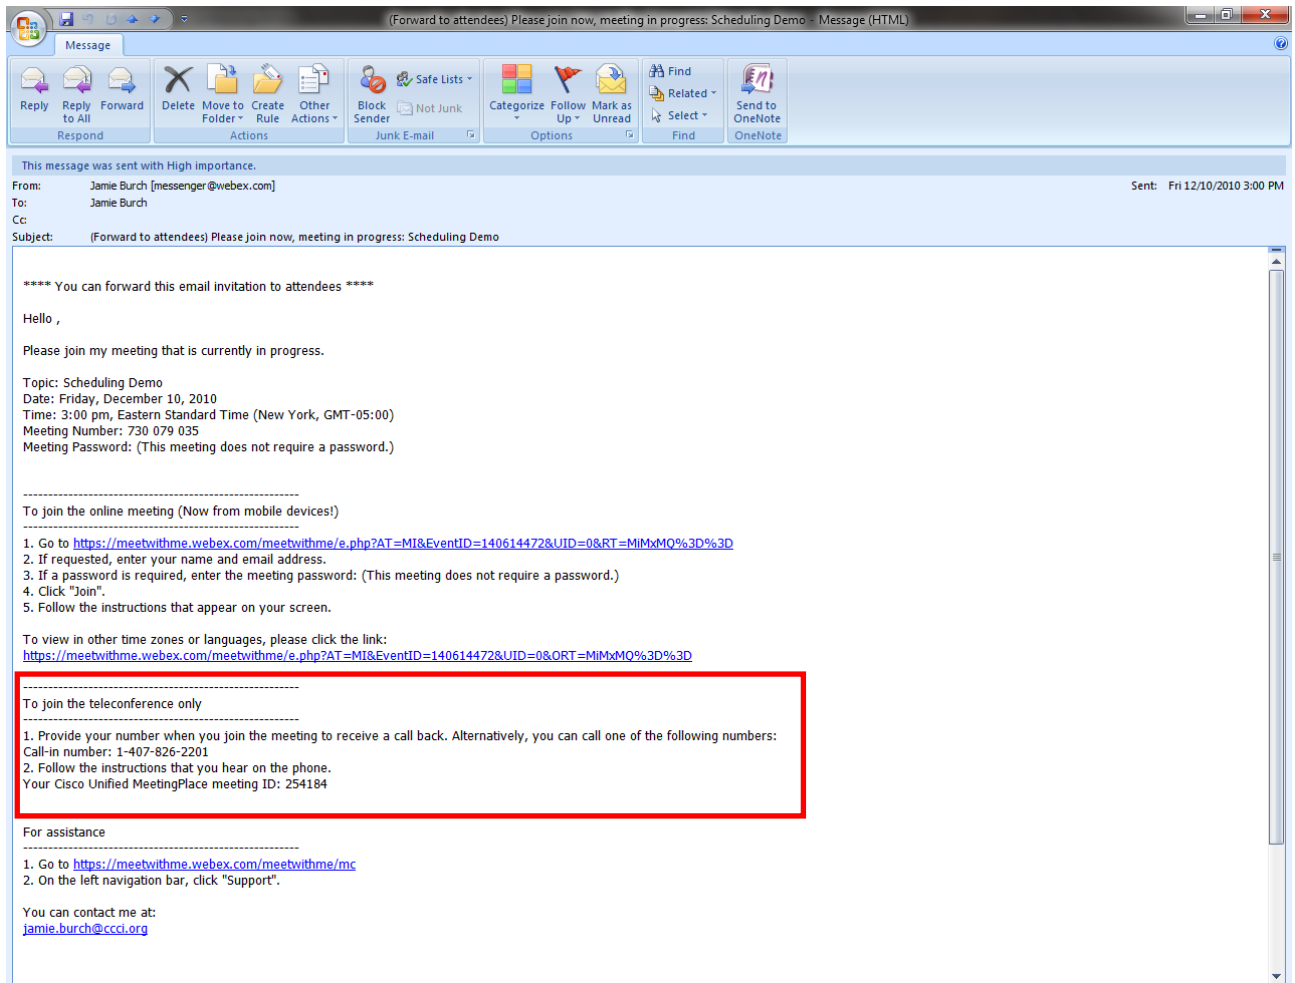 (Forward to attendees) Please join now, meeting in progress: Scheduling Demo - Message (HTML)
Message
Reply
Reply to All
Forward
Respond
Delete
Move to Folder
Create Rule
Other Actions
Actions
Block Sender
Safe Lists
Not Junk
Junk E-mail
Categorize
Follow Up
Mark as Unread
Options
Find
Related
Select
Find
Send to OneNote
OneNote
This message was sent with High importance.
From: Jamie Burch [messenger@webex.com] Sent: Fri 12/10/2010 3:00 PM
To: Jamie Burch
Cc:
Subject: (Forward to attendees) Please join now, meeting in progress: Scheduling Demo
**** You can forward this email invitation to attendees ****
Hello ,
Please join my meeting that is currently in progress.
Topic: Scheduling Demo
Date: Friday, December 10, 2010
Time: 3:00 pm, Eastern Standard Time (New York, GMT-05:00)
Meeting Number: 730 079 035
Meeting Password: (This meeting does not require a password.)
-------------------------------------------------------
To join the online meeting (Now from mobile devices!)
-------------------------------------------------------
1. Go to https://meetwithme.webex.com/meetwithme/e.php?AT=MI&EventID=140614472&UID=0&RT=MiMxMQ%3D%3D
2. If requested, enter your name and email address.
3. If a password is required, enter the meeting password: (This meeting does not require a password.)
4. Click "Join".
5. Follow the instructions that appear on your screen.
To view in other time zones or languages, please click the link:
https://meetwithme.webex.com/meetwithme/e.php?AT=MI&EventID=140614472&UID=0&ORT=MiMxMQ%3D%3D
-------------------------------------------------------
To join the teleconference only
-------------------------------------------------------
1. Provide your number when you join the meeting to receive a call back. Alternatively, you can call one of the following numbers:
Call-in number: 1-407-826-2201
2. Follow the instructions that you hear on the phone.
Your Cisco Unified MeetingPlace meeting ID: 254184
For assistance
-------------------------------------------------------
1. Go to https://meetwithme.webex.com/meetwithme/mc
2. On the left navigation bar, click "Support".
You can contact me at:
jamie.burch@ccci.org